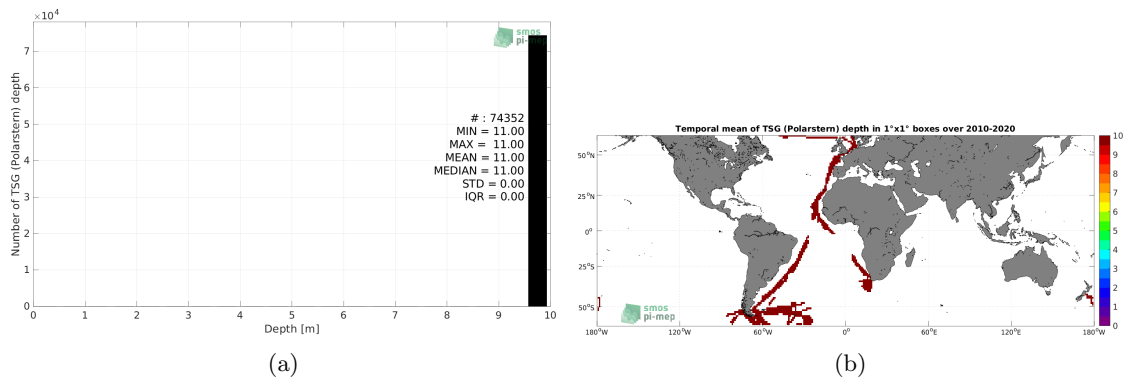 ×10⁴
7
6
5
4
3
2
1
0
Number of TSG (Polarstern) depth
smos
pi-mep
# : 74352
MIN = 11.00
MAX = 11.00
MEAN = 11.00
MEDIAN = 11.00
STD = 0.00
IQR = 0.00
0 1 2 3 4 5 6 7 8 9 10
Depth [m]
(a)
Temporal mean of TSG (Polarstern) depth in 1°x1° boxes over 2010-2020
50°N
25°N
0°
25°S
50°S
180°W 120°W 60°W 0° 60°E 120°E 180°W
smos
pi-mep
10
9
8
7
6
5
4
3
2
1
0
(b)